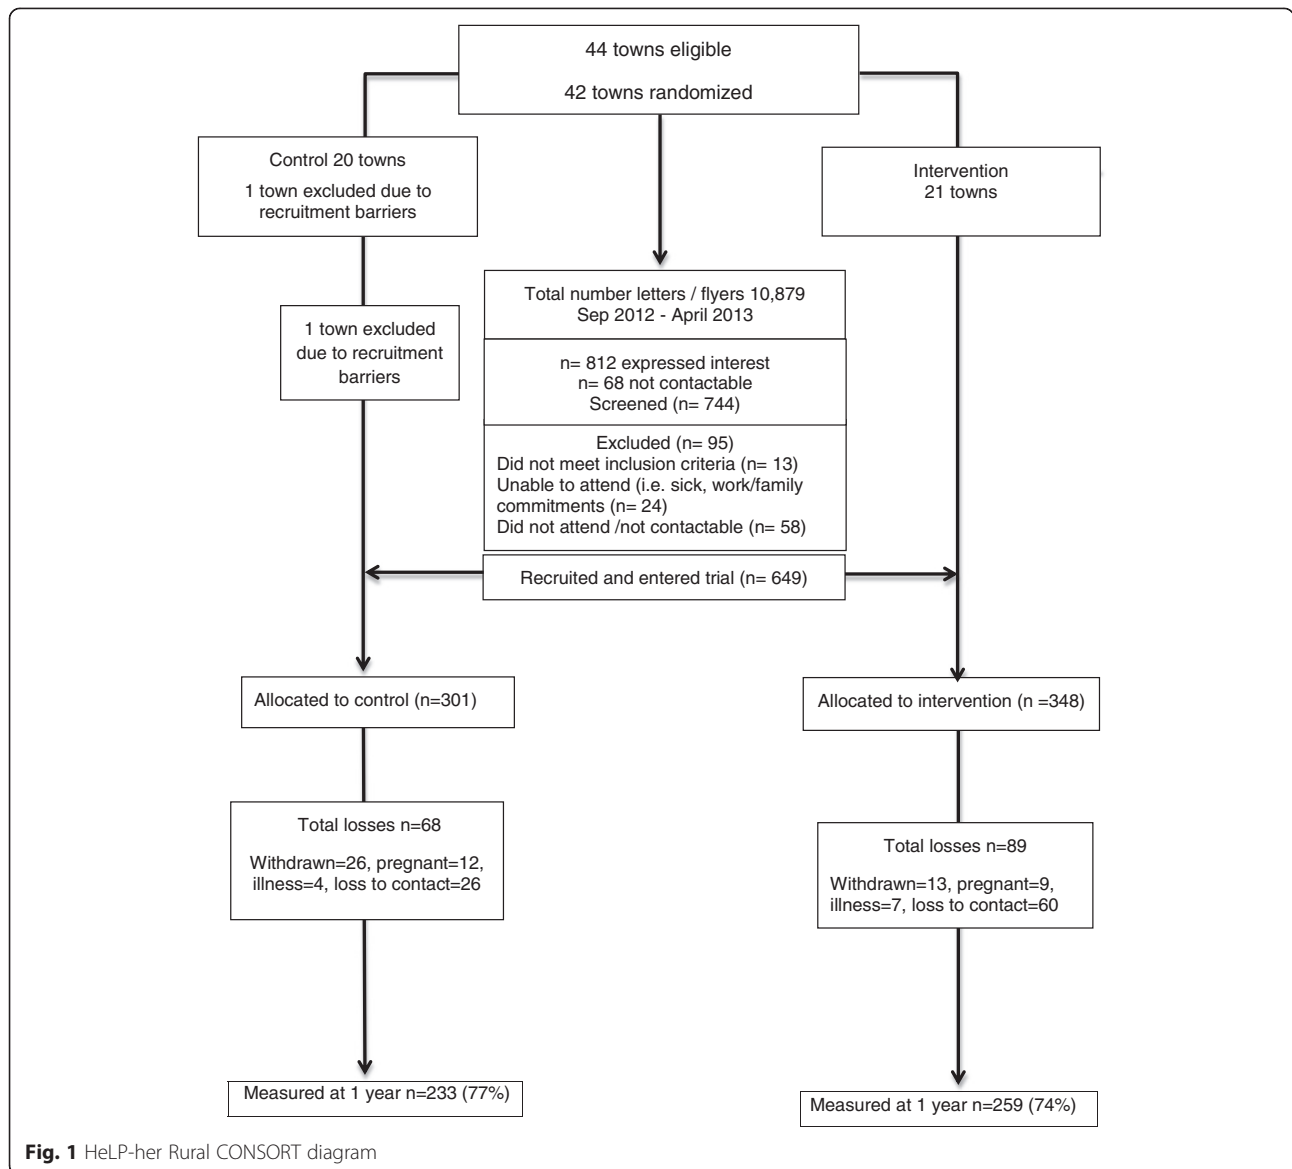 44 towns eligible
42 towns randomized
Control 20 towns
1 town excluded due to
recruitment barriers
Intervention
21 towns
Total number letters / flyers 10,879
Sep 2012 - April 2013
1 town excluded
due to recruitment
barriers
n= 812 expressed interest
n= 68 not contactable
Screened (n= 744)
Excluded (n= 95)
Did not meet inclusion criteria (n= 13)
Unable to attend (i.e. sick, work/family
commitments (n= 24)
Did not attend /not contactable (n= 58)
Recruited and entered trial (n= 649)
Allocated to control (n=301)
Allocated to intervention (n =348)
Total losses n=68
Withdrawn=26, pregnant=12,
illness=4, loss to contact=26
Total losses n=89
Withdrawn=13, pregnant=9,
illness=7, loss to contact=60
Measured at 1 year n=233 (77%)
Measured at 1 year n=259 (74%)
Fig. 1 HeLP-her Rural CONSORT diagram